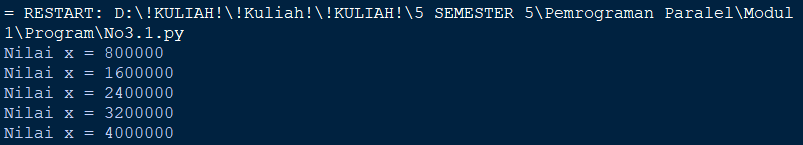 = RESTART: D:\!KULIAH!\!Kuliah!\!KULIAH!\5 SEMESTER 5\Pemrograman Paralel\Modul
1\Program\No3.1.py
Nilai x = 800000
Nilai x = 1600000
Nilai x = 2400000
Nilai x = 3200000
Nilai x = 4000000